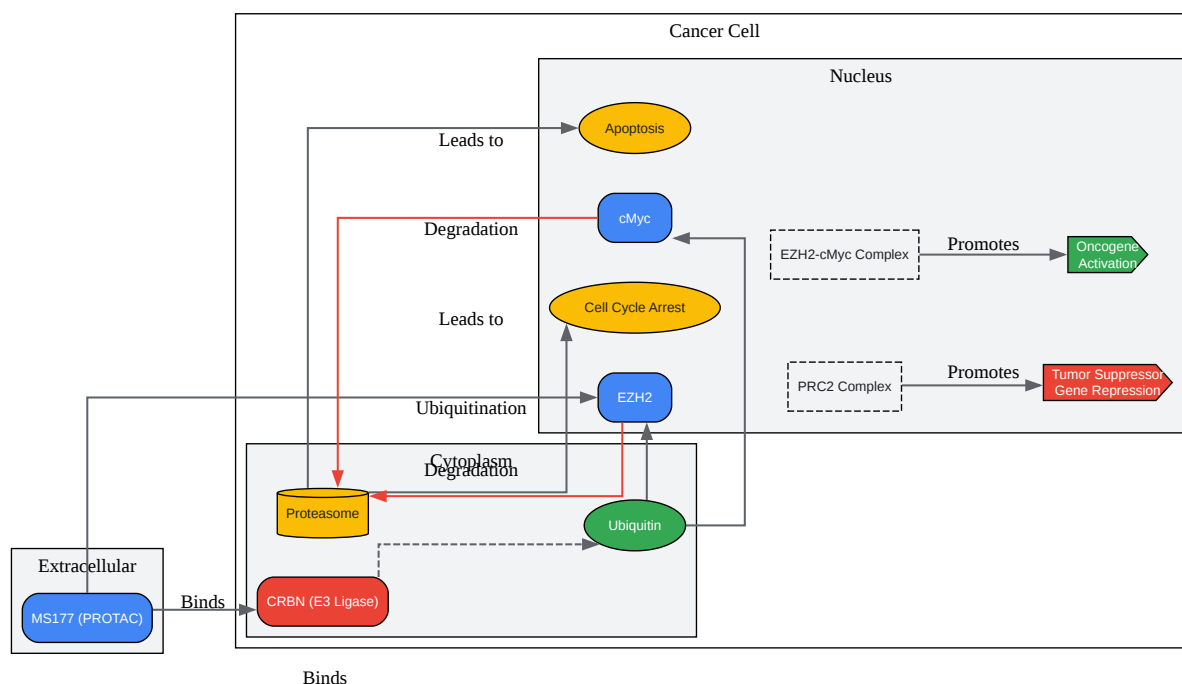 Cancer Cell
Nucleus
Apoptosis
Leads to
cMyc
Degradation
EZH2-cMyc Complex
Promotes
Oncogene
Activation
Cell Cycle Arrest
Leads to
PRC2 Complex
Promotes
Tumor Suppressor
Gene Repression
EZH2
Ubiquitination
Cytoplasm
Degradation
Proteasome
Ubiquitin
Extracellular
MS177 (PROTAC)
Binds
CRBN (E3 Ligase)
Binds